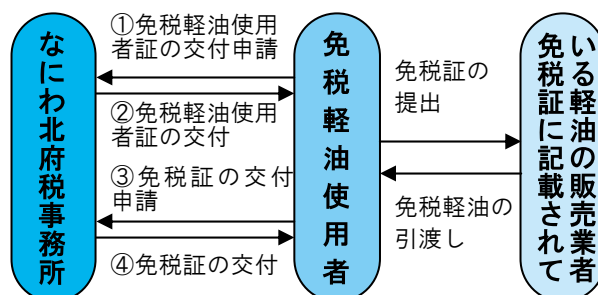 なにわ北府税事務所
①免税軽油使用
者証の交付申請
②免税軽油使用
者証の交付
③免税証の交付
申請
④免税証の交付
免税軽油使用者
免税証の
提出
免税軽油の
引渡し
免税証に記載されて
いる軽油の販売業者